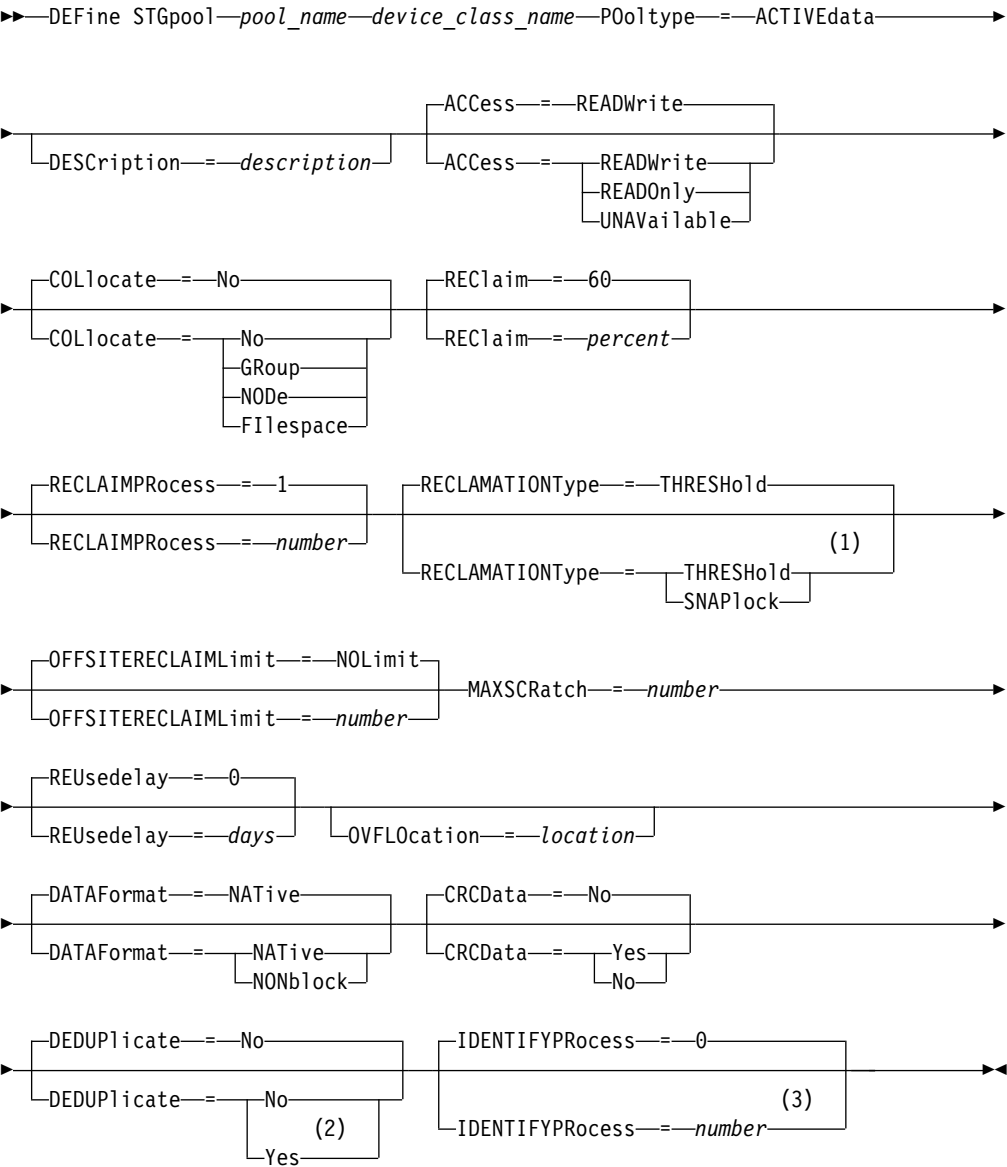 DEFine STGpool pool_name device_class_name POoltype = ACTIVEdata
ACCess = READWrite
DESCription = description ACCess = READWrite
READOnly
UNAVailable
COLlocate = No REClaim = 60
COLlocate = No REClaim = percent
GRoup
NODe
FIlespace
RECLAIMPRocess = 1 RECLAMATIONType = THRESHold
RECLAIMPRocess = number (1)
RECLAMATIONType = THRESHold
SNAPlock
OFFSITERECLAIMLimit = NOLimit
MAXSCRatch = number
OFFSITERECLAIMLimit = number
REUsedelay = 0
REUsedelay = days OVFLOcation = location
DATAFormat = NATive CRCData = No
DATAFormat = NATive CRCData = Yes
NONblock No
DEDUPlicate = No IDENTIFYPRocess = 0
DEDUPlicate = No (3)
(2) IDENTIFYPRocess = number
Yes